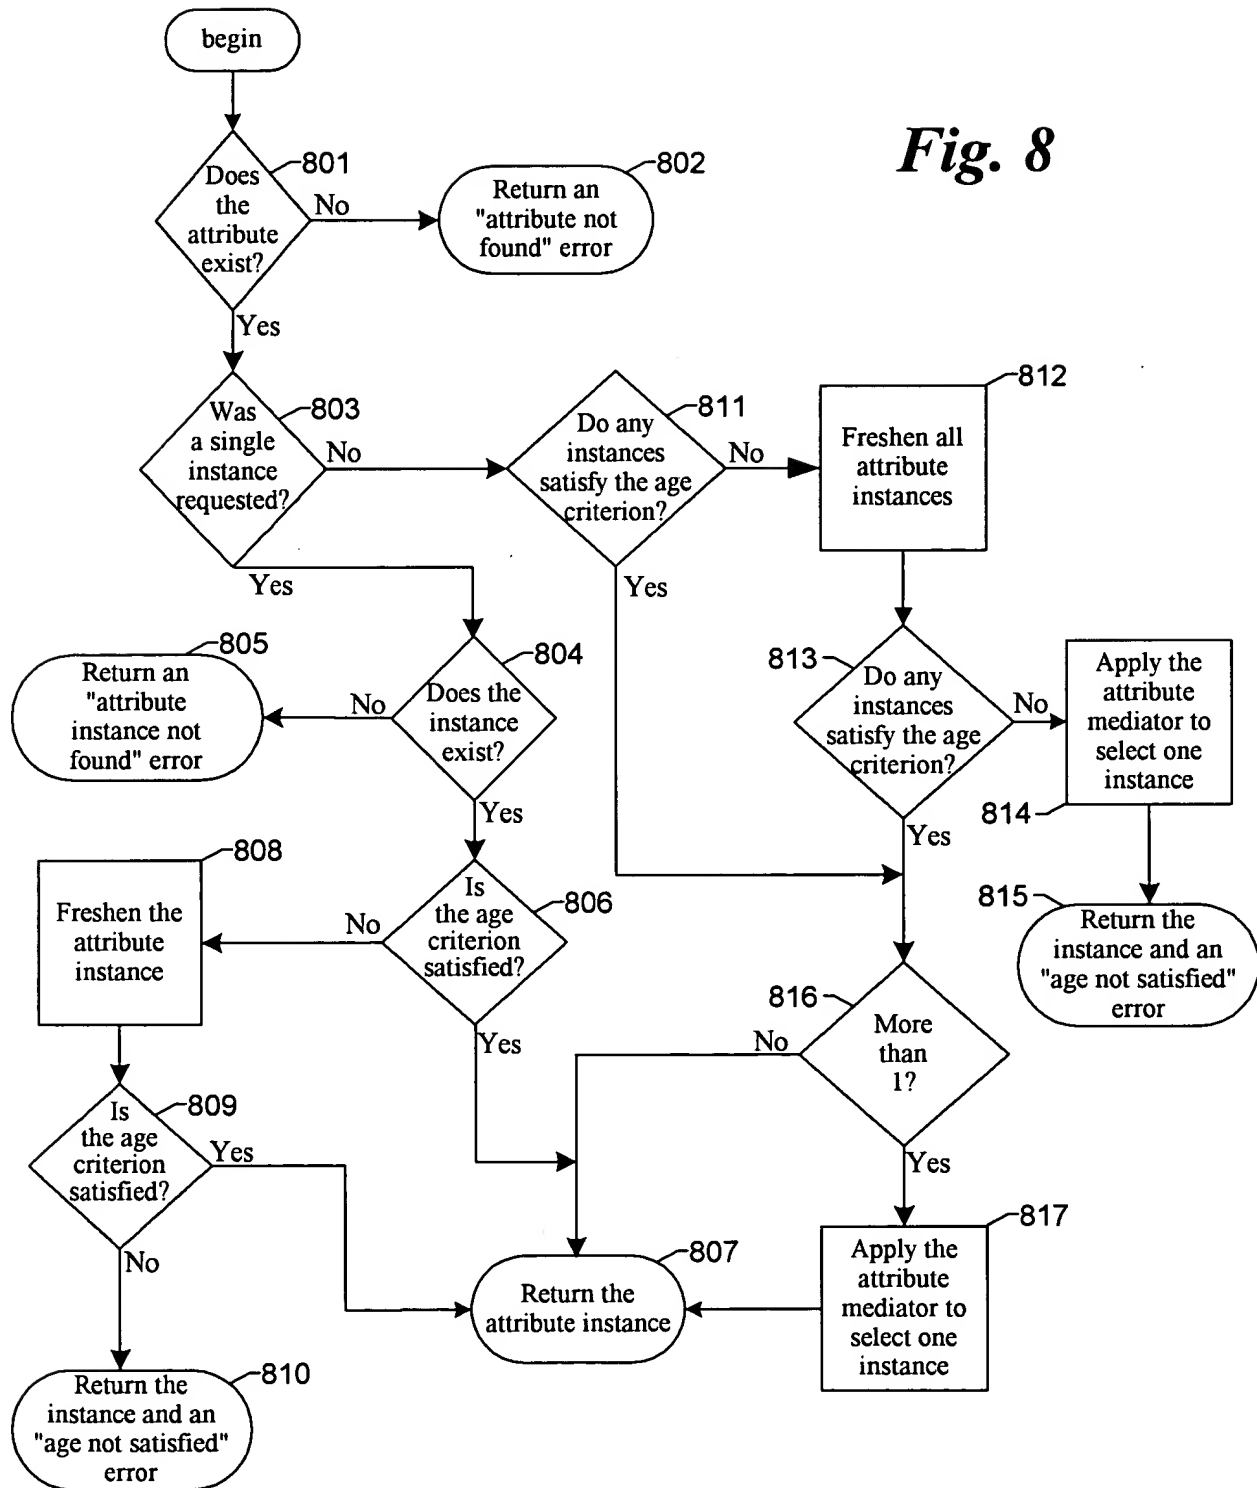 begin
Fig. 8
801
Does
the
attribute
exist?
No
802
Return an
"attribute not
found" error
Yes
803
Was
a single
instance
requested?
No
811
Do any
instances
satisfy the age
criterion?
No
812
Freshen all
attribute
instances
Yes
Yes
805
Return an
"attribute
instance not
found" error
No
804
Does the
instance
exist?
Yes
813
Do any
instances
satisfy the age
criterion?
No
Apply the
attribute
mediator to
select one
instance
814
Yes
815
Return the
instance and an
"age not satisfied"
error
808
Freshen the
attribute
instance
No
806
Is
the age
criterion
satisfied?
Yes
816
More
than
1?
No
Yes
809
Is
the age
criterion
satisfied?
Yes
No
807
Return the
attribute instance
817
Apply the
attribute
mediator to
select one
instance
810
Return the
instance and an
"age not satisfied"
error